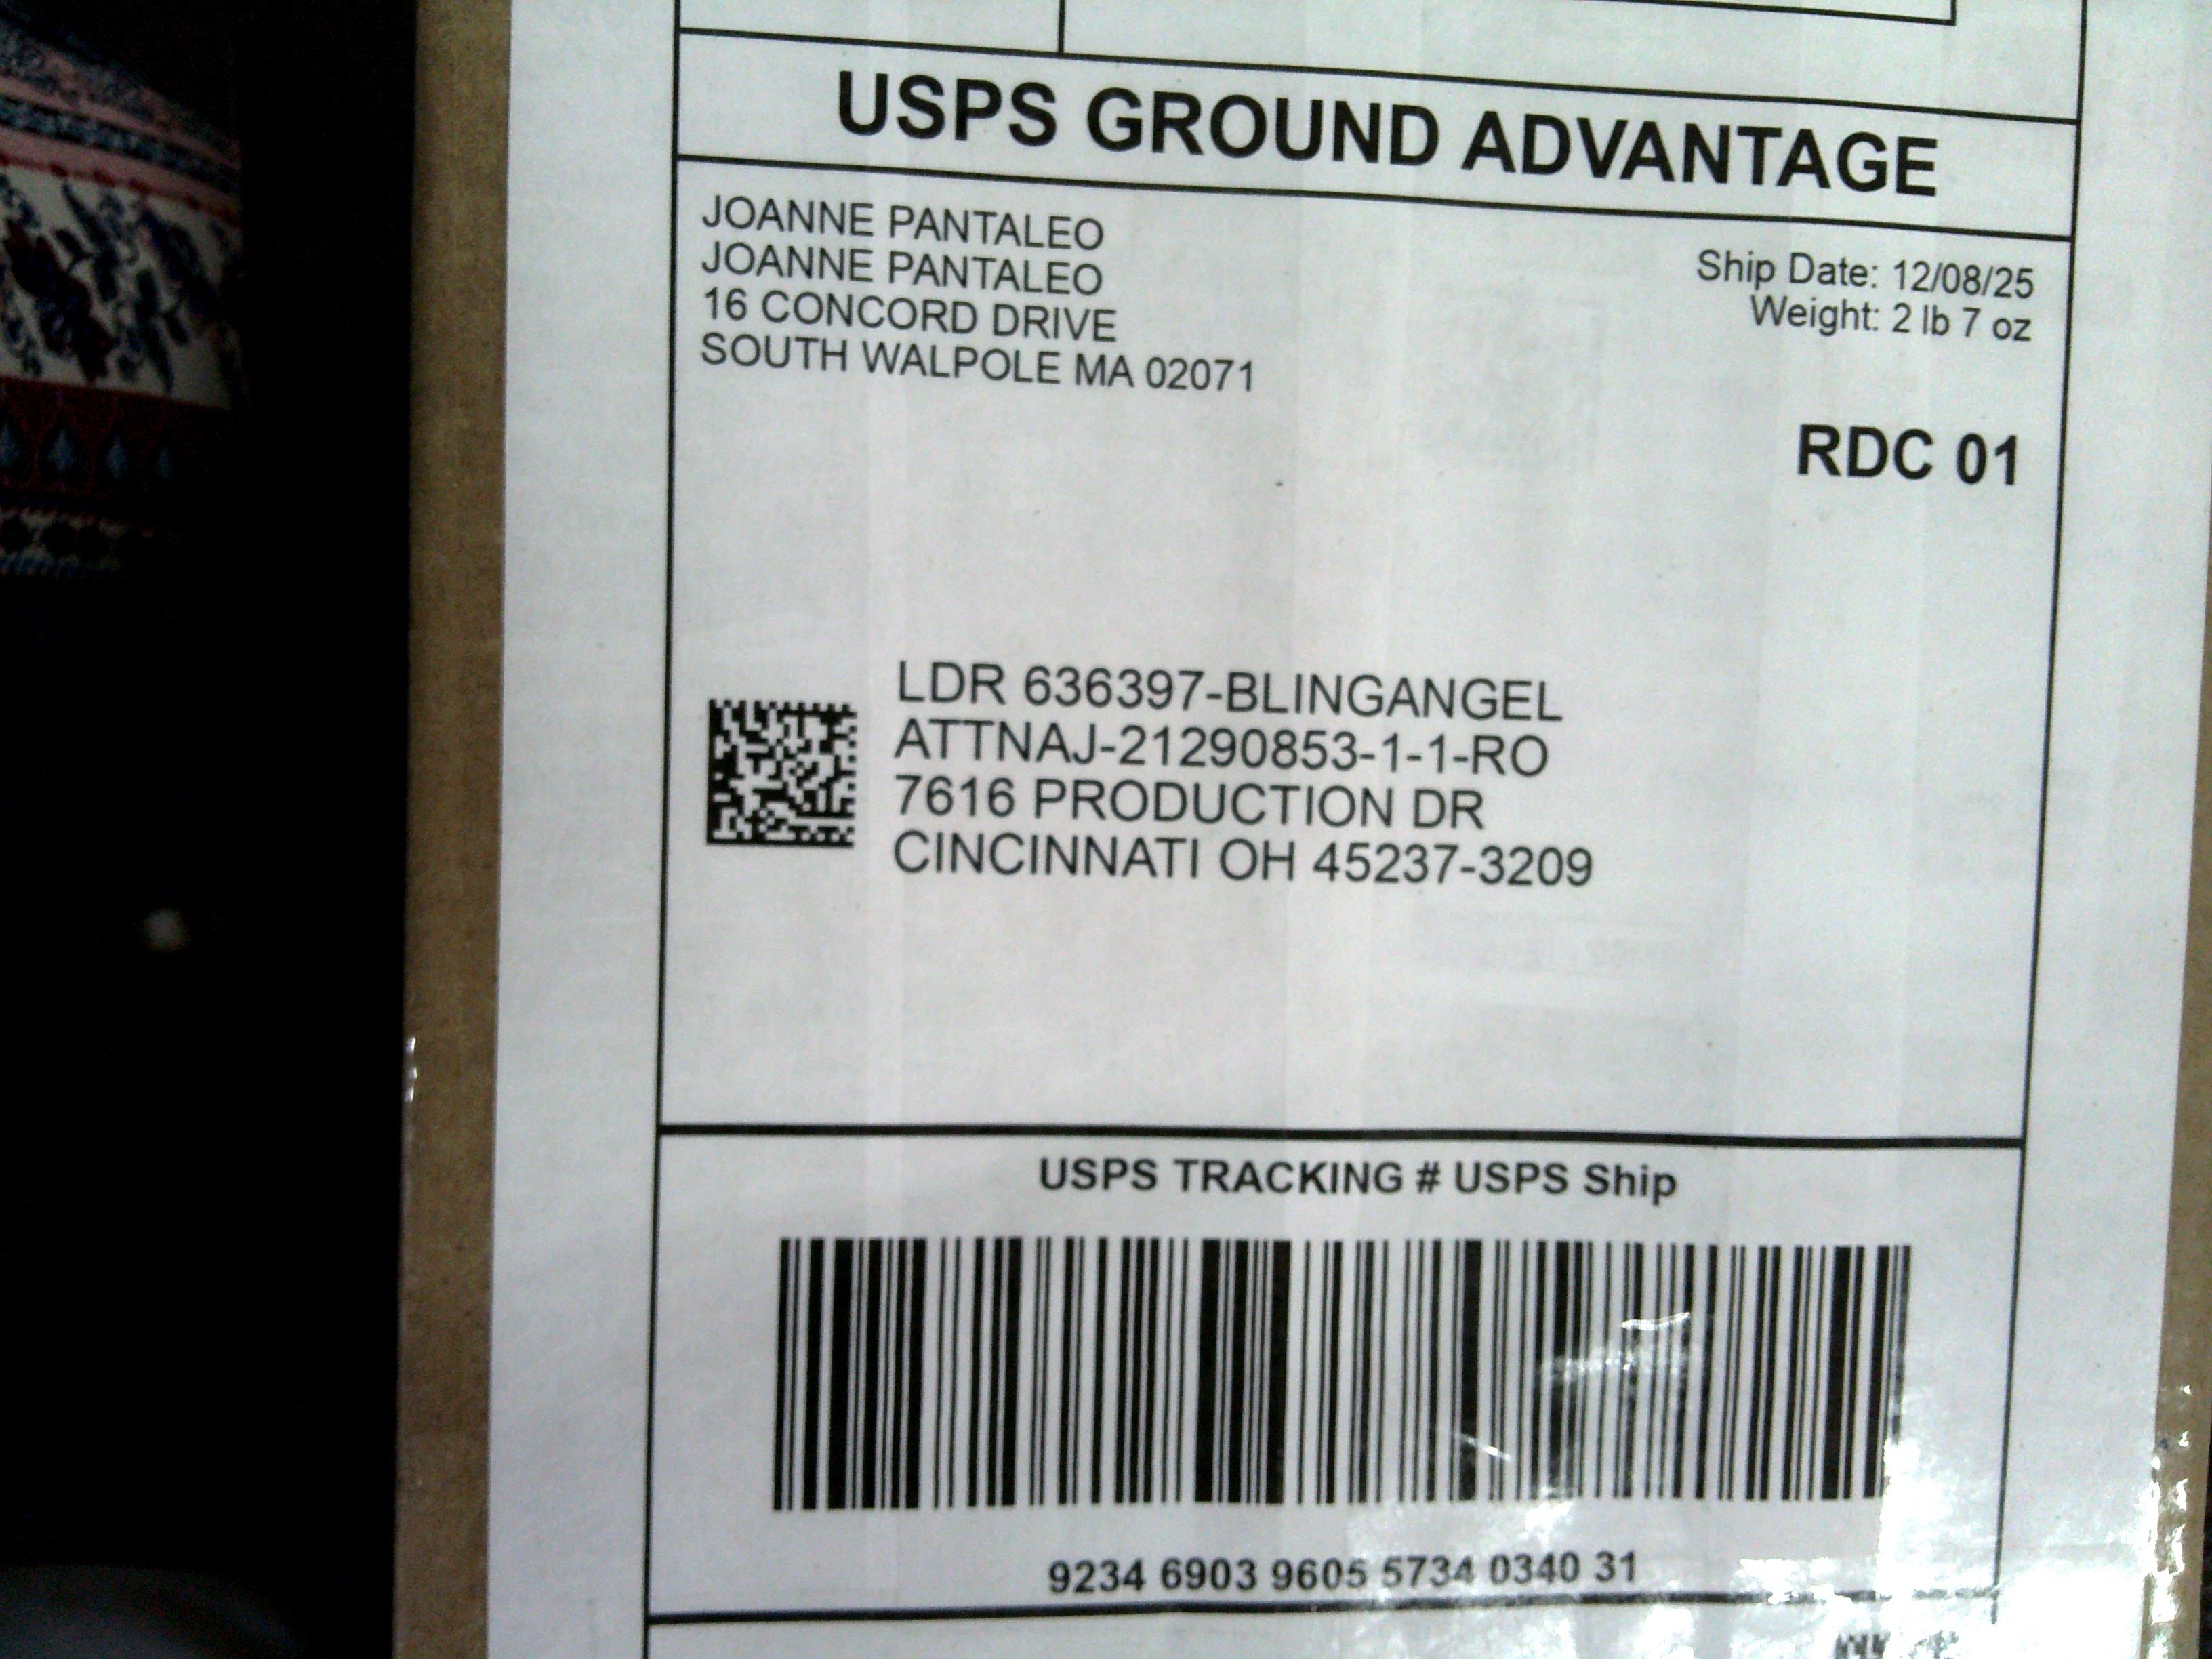 USPS GROUND ADVANTAGE
JOANNE PANTALEO
JOANNE PANTALEO
16 CONCORD DRIVE
SOUTH WALPOLE MA 02071
Ship Date: 12/08/25
Weight: 2 lb 7 oz
RDC 01
LDR 636397-BLINGANGEL
ATTNAJ-21290853-1-1-RO
7616 PRODUCTION DR
CINCINNATI OH 45237-3209
USPS TRACKING # USPS Ship
9234 6903 9605 5734 0340 31